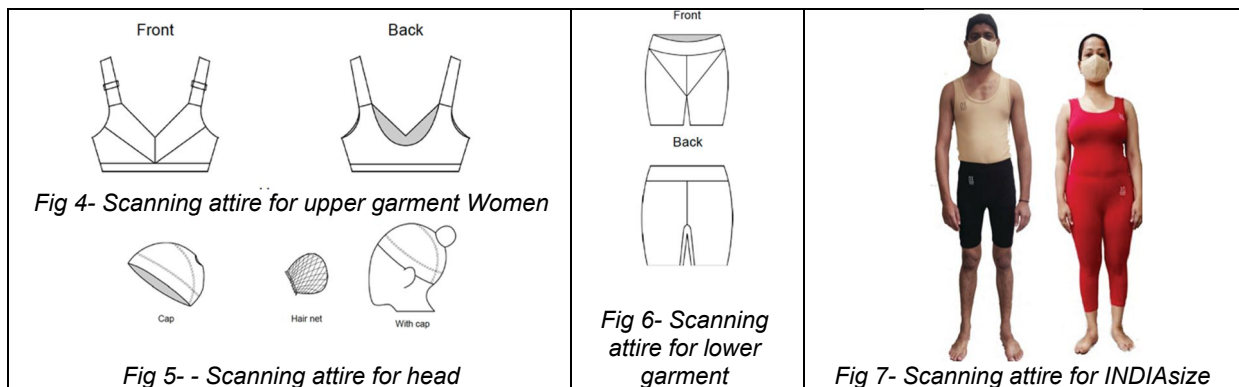 Front
Back
Fig 4- Scanning attire for upper garment Women
Cap
Hair net
With cap
Fig 5- - Scanning attire for head
Front
Back
Fig 6- Scanning
attire for lower
garment
Fig 7- Scanning attire for INDIAsize